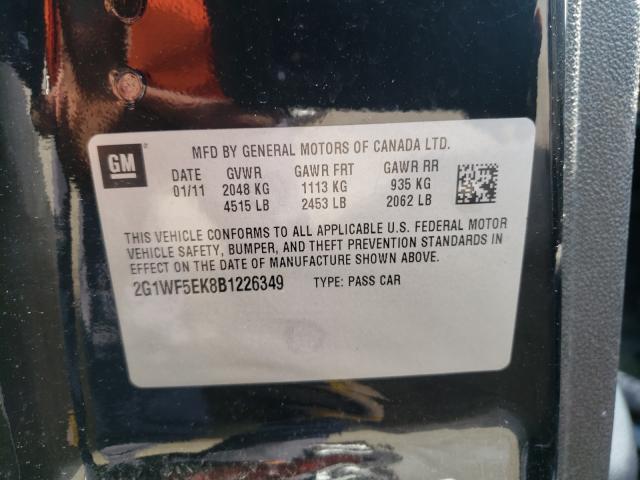 GM
MFD BY GENERAL MOTORS OF CANADA LTD.
DATE GVWR GAWR FRT GAWR RR
01/11 2048 KG 1113 KG 935 KG
4515 LB 2453 LB 2062 LB
THIS VEHICLE CONFORMS TO ALL APPLICABLE U.S. FEDERAL MOTOR
VEHICLE SAFETY, BUMPER, AND THEFT PREVENTION STANDARDS IN
EFFECT ON THE DATE OF MANUFACTURE SHOWN ABOVE.
2G1WF5EK8B1226349 TYPE: PASS CAR